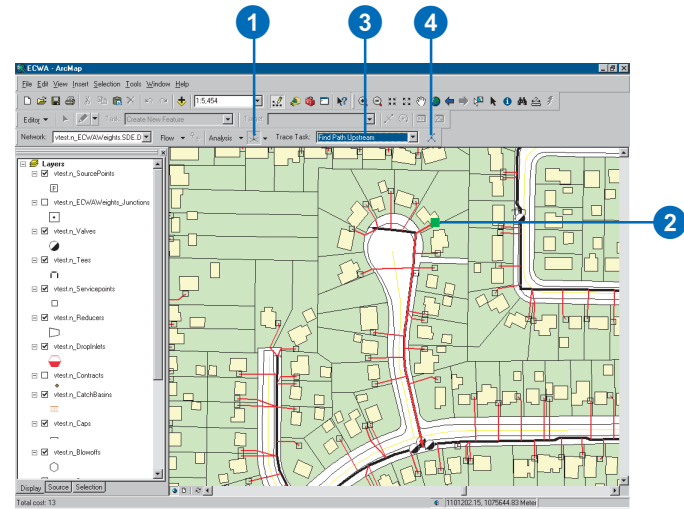 1
3
4
ECWA - ArcMap
File Edit View Insert Selection Tools Window Help
1:5,454
Editor Task: Create New Feature Target:
Network: vtest.n_ECWAWeights.SDE.D Flow Analysis Trace Task: Find Path Upstream
Layers
vtest.n_SourcePoints
P
vtest.n_ECWAWeights_Junctions
vtest.n_Valves
vtest.n_Tees
vtest.n_Servicepoints
vtest.n_Reducers
vtest.n_DropInlets
vtest.n_Contracts
vtest.n_CatchBasins
vtest.n_Caps
vtest.n_Blowoffs
2
Display Source Selection
Total cost: 13
1101202.15, 1075644.83 Meter